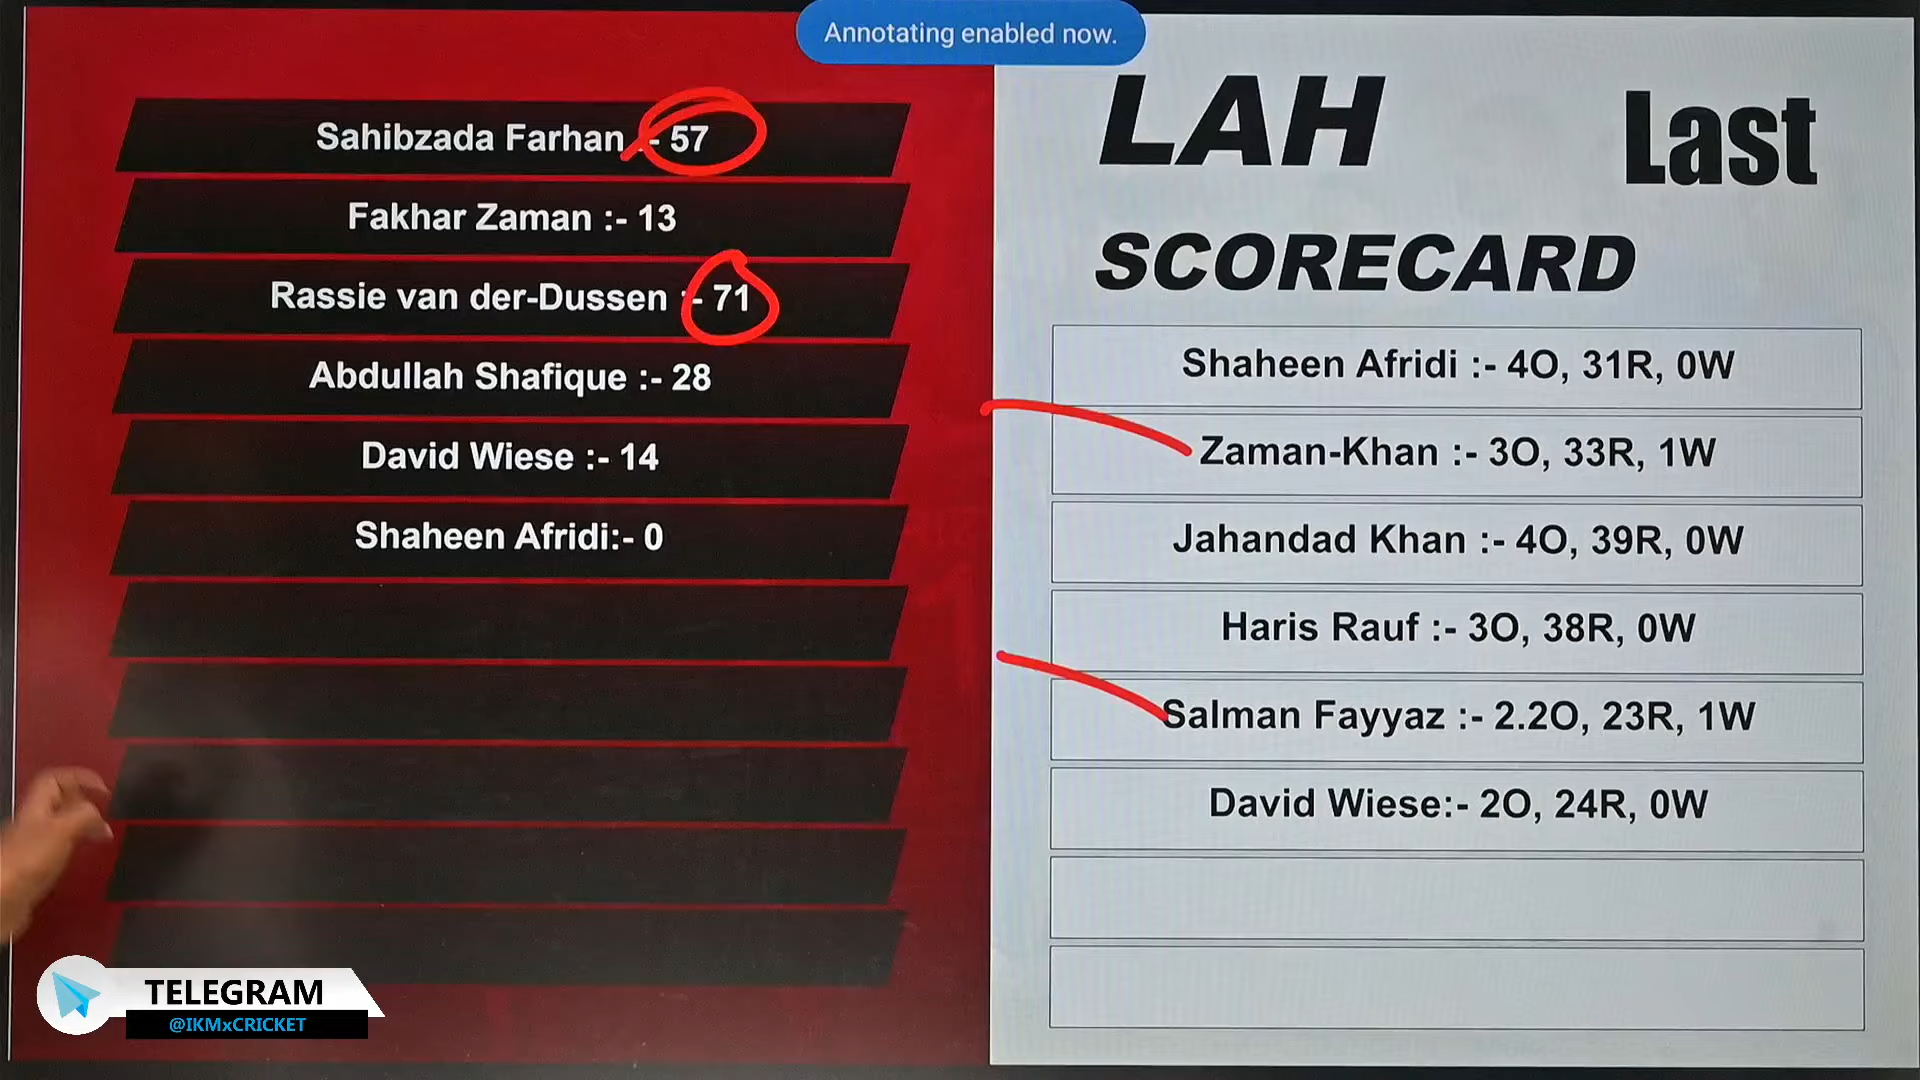 Annotating enabled now.
Sahibzada Farhan :- 57
Fakhar Zaman :- 13
Rassie van der-Dussen :- 71
Abdullah Shafique :- 28
David Wiese :- 14
Shaheen Afridi:- 0
LAH
Last
SCORECARD
Shaheen Afridi :- 4O, 31R, 0W
Zaman-Khan :- 3O, 33R, 1W
Jahandad Khan :- 4O, 39R, 0W
Haris Rauf :- 3O, 38R, 0W
Salman Fayyaz :- 2.2O, 23R, 1W
David Wiese:- 2O, 24R, 0W
TELEGRAM
@IKMxCRICKET